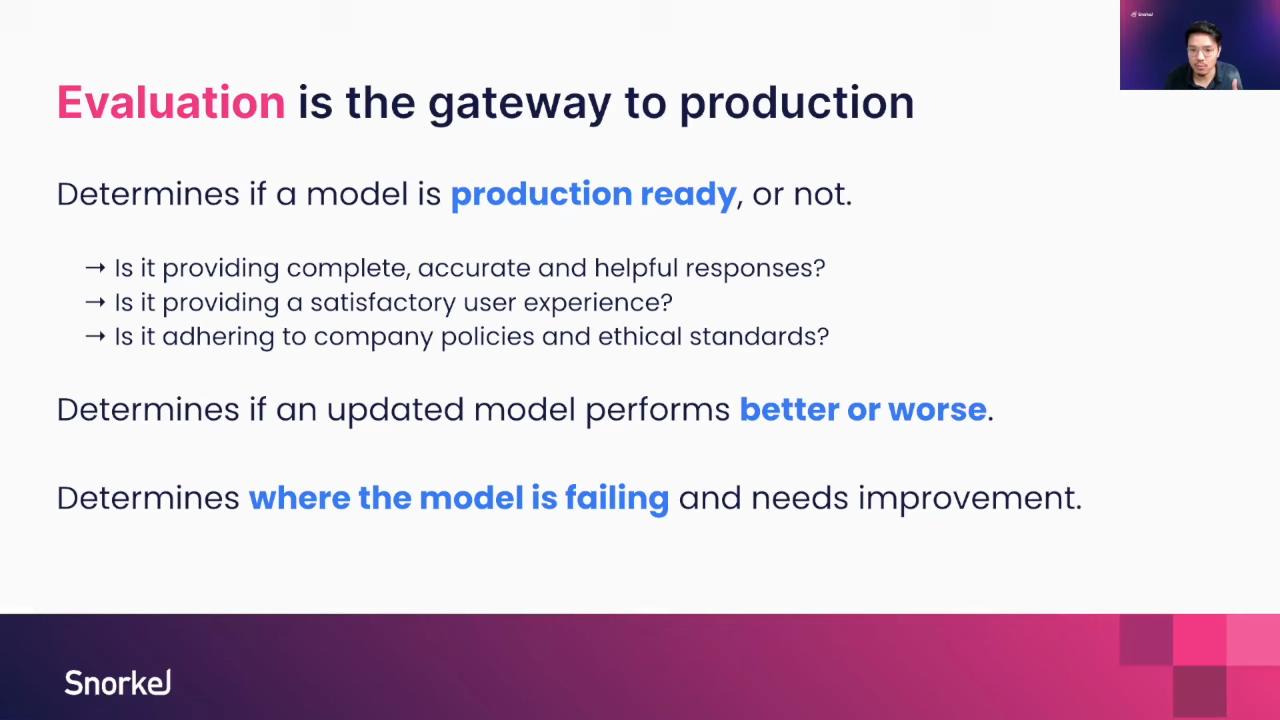 Snorkel
Evaluation is the gateway to production
Determines if a model is production ready, or not.
→ Is it providing complete, accurate and helpful responses?
→ Is it providing a satisfactory user experience?
→ Is it adhering to company policies and ethical standards?
Determines if an updated model performs better or worse.
Determines where the model is failing and needs improvement.
Snorkel